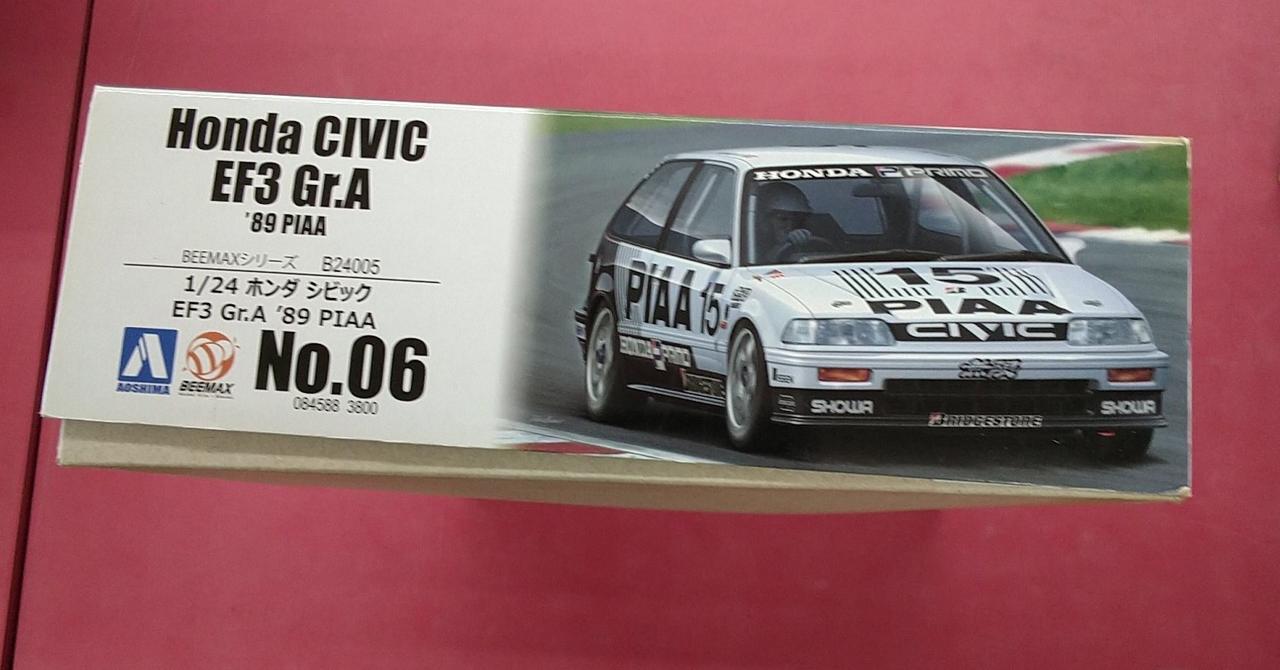 Honda CIVIC
EF3 Gr.A
'89 PIAA
BEEMAXシリーズ B24005
1/24 ホンダ シビック
EF3 Gr.A '89 PIAA
AOSHIMA
BEEMAX
No.06
084588 3800
HONDA PRIMO
15
PIAA
CIVIC
PIAA 15
HONDA PRIMO
SHOWA
SHOWA
BRIDGESTONE